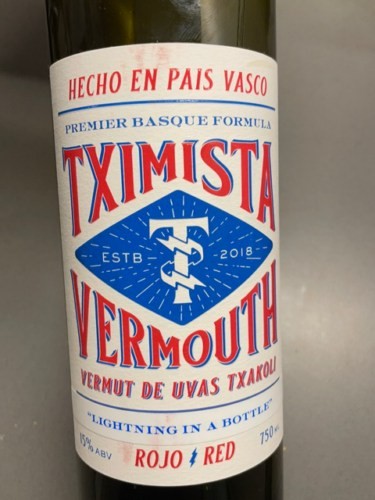 HECHO EN PAIS VASCO
PREMIER BASQUE FORMULA
TXIMISTA
ESTB T 2018
VERMOUTH
VERMUT DE UVAS TXAKOLI
"LIGHTNING IN A BOTTLE"
15% ABV ROJO RED 750